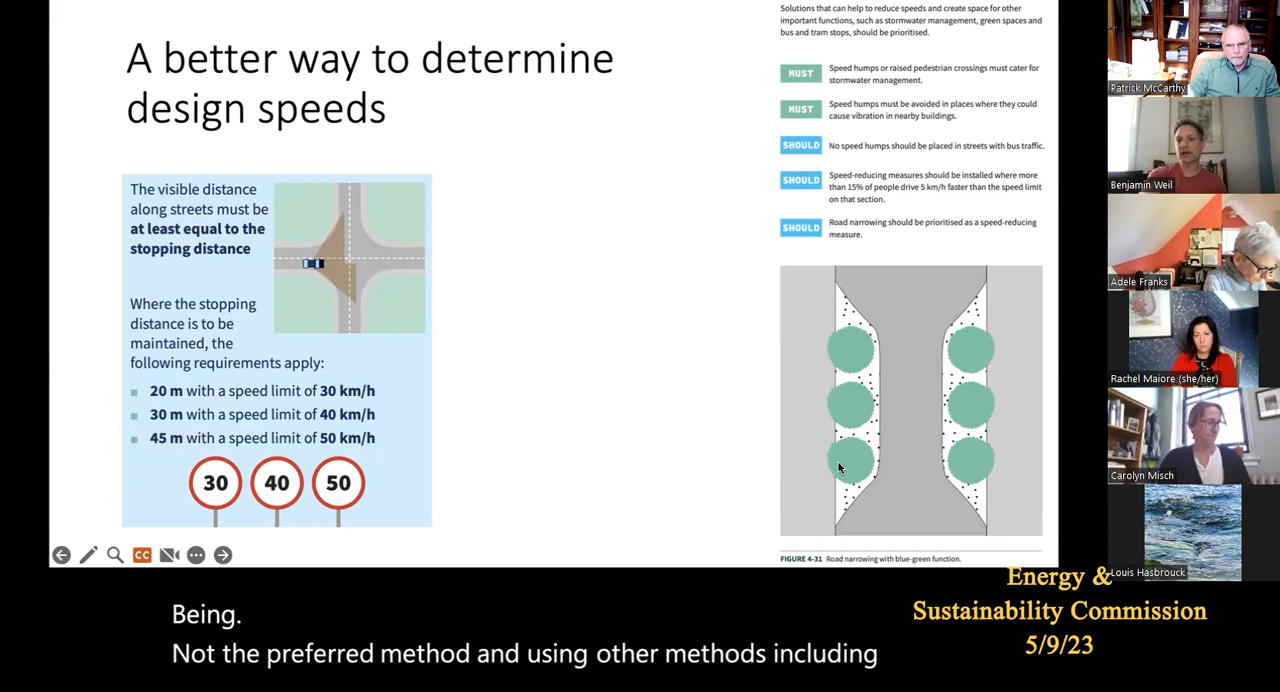 A better way to determine
design speeds
The visible distance
along streets must be
at least equal to the
stopping distance
Where the stopping
distance is to be
maintained, the
following requirements apply:
20 m with a speed limit of 30 km/h
30 m with a speed limit of 40 km/h
45 m with a speed limit of 50 km/h
30 40 50
Solutions that can help to reduce speeds and create space for other
important functions, such as stormwater management, green spaces and
bus and tram stops, should be prioritised.
MUST Speed humps or raised pedestrian crossings must cater for
stormwater management.
MUST Speed humps must be avoided in places where they could
cause vibration in nearby buildings.
SHOULD No speed humps should be placed in streets with bus traffic.
SHOULD Speed-reducing measures should be installed where more
than 15% of people drive 5 km/h faster than the speed limit
on that section.
SHOULD Road narrowing should be prioritised as a speed-reducing
measure.
FIGURE 4-31 Road narrowing with blue-green function.
CC
Patrick McCarthy
Benjamin Weil
Adele Franks
Rachel Maiore (she/her)
Carolyn Misch
Louis Hasbrouck
Energy &
Sustainability Commission
5/9/23
Being.
Not the preferred method and using other methods including